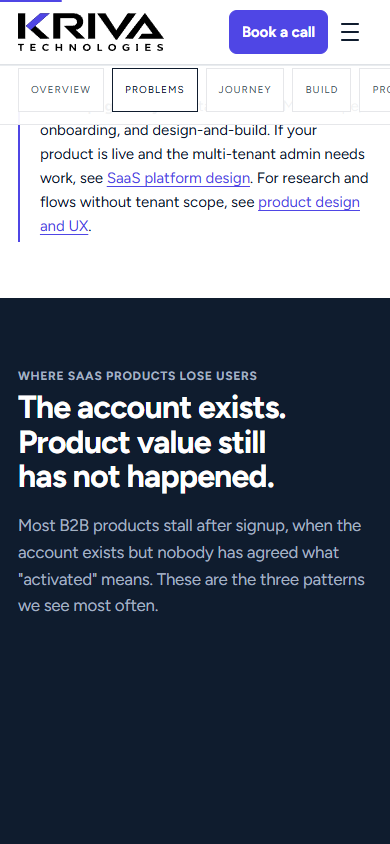 KRIVA
TECHNOLOGIES
Book a call
OVERVIEW
PROBLEMS
JOURNEY
BUILD
PRO
onboarding, and design-and-build. If your
product is live and the multi-tenant admin needs
work, see SaaS platform design. For research and
flows without tenant scope, see product design
and UX.
WHERE SAAS PRODUCTS LOSE USERS
The account exists.
Product value still
has not happened.
Most B2B products stall after signup, when the
account exists but nobody has agreed what
"activated" means. These are the three patterns
we see most often.